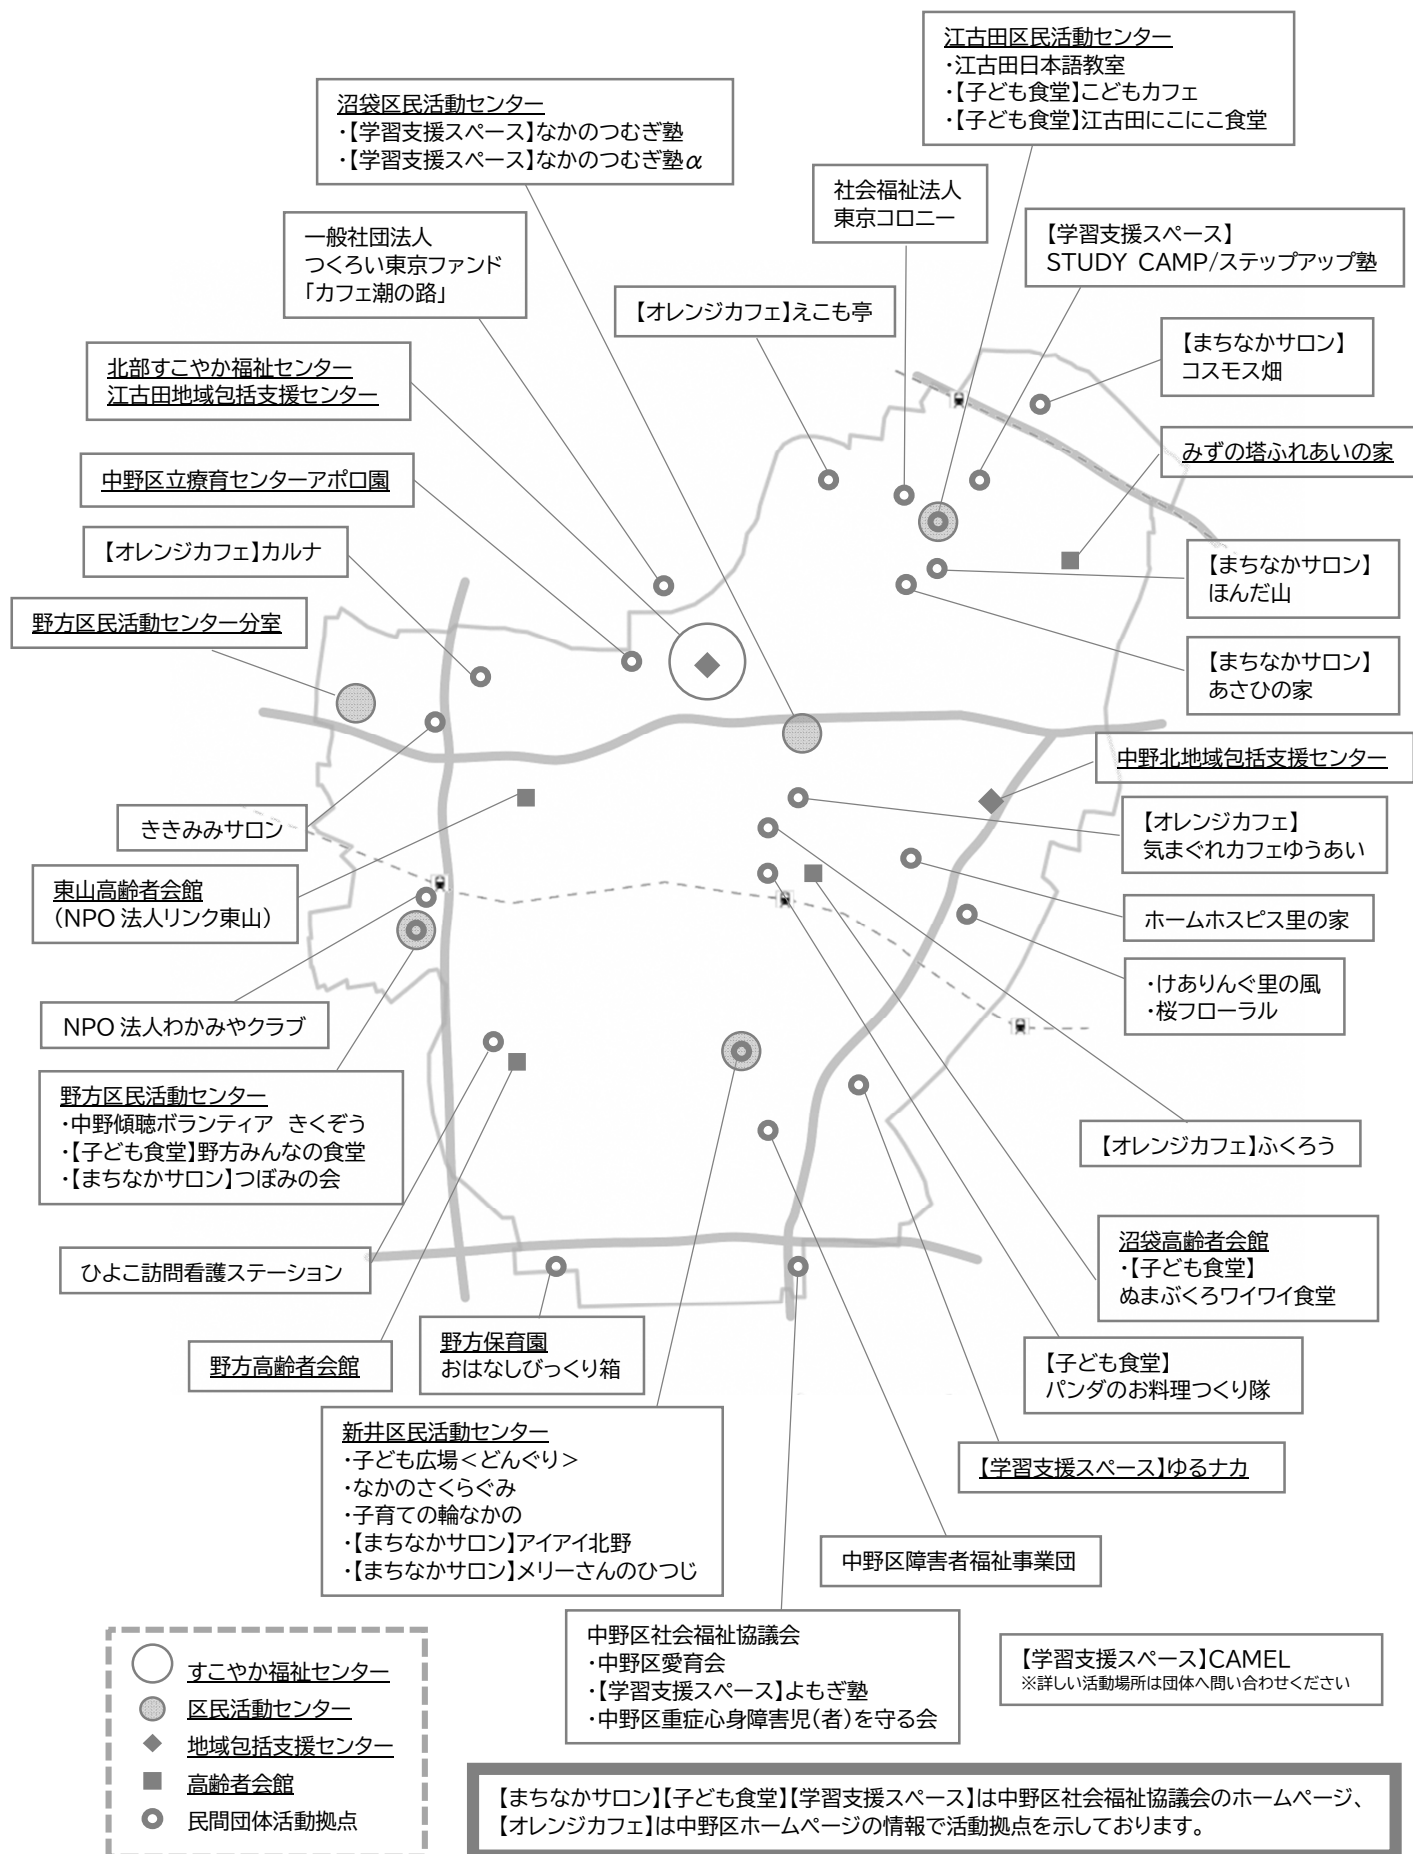 江古田区民活動センター
・江古田日本語教室
・【子ども食堂】こどもカフェ
・【子ども食堂】江古田にこにこ食堂
沼袋区民活動センター
・【学習支援スペース】なかのつむぎ塾
・【学習支援スペース】なかのつむぎ塾α
社会福祉法人
東京コロニー
一般社団法人
つくろい東京ファンド
「カフェ潮の路」
【学習支援スペース】
STUDY CAMP/ステップアップ塾
【オレンジカフェ】えこも亭
【まちなかサロン】
コスモス畑
北部すこやか福祉センター
江古田地域包括支援センター
みずの塔ふれあいの家
中野区立療育センターアポロ園
【オレンジカフェ】カルナ
【まちなかサロン】
ほんだ山
野方区民活動センター分室
【まちなかサロン】
あさひの家
中野北地域包括支援センター
ききみみサロン
【オレンジカフェ】
気まぐれカフェゆうあい
東山高齢者会館
（NPO 法人リンク東山）
ホームホスピス里の家
・けありんぐ里の風
・桜フローラル
NPO 法人わかみやクラブ
野方区民活動センター
・中野傾聴ボランティア きくぞう
・【子ども食堂】野方みんなの食堂
・【まちなかサロン】つぼみの会
【オレンジカフェ】ふくろう
ひよこ訪問看護ステーション
沼袋高齢者会館
・【子ども食堂】
ぬまぶくろワイワイ食堂
野方高齢者会館
野方保育園
おはなしびっくり箱
【子ども食堂】
パンダのお料理つくり隊
新井区民活動センター
・子ども広場＜どんぐり＞
・なかのさくらぐみ
・子育ての輪なかの
・【まちなかサロン】アイアイ北野
・【まちなかサロン】メリーさんのひつじ
【学習支援スペース】ゆるナカ
中野区障害者福祉事業団
中野区社会福祉協議会
・中野区愛育会
・【学習支援スペース】よもぎ塾
・中野区重症心身障害児（者）を守る会
【学習支援スペース】CAMEL
※詳しい活動場所は団体へ問い合わせください
すこやか福祉センター
区民活動センター
地域包括支援センター
高齢者会館
民間団体活動拠点
【まちなかサロン】【子ども食堂】【学習支援スペース】は中野区社会福祉協議会のホームページ、
【オレンジカフェ】は中野区ホームページの情報で活動拠点を示しております。